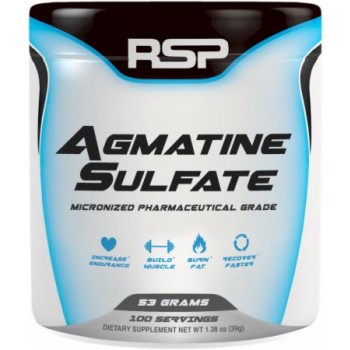 RSP
AGMATINE
SULFATE
MICRONIZED PHARMACEUTICAL GRADE
INCREASE BUILD BURN RECOVER
ENDURANCE MUSCLE FAT FASTER
53 GRAMS
100 SERVINGS
DIETARY SUPPLEMENT NET WT 1.38 oz (39g)